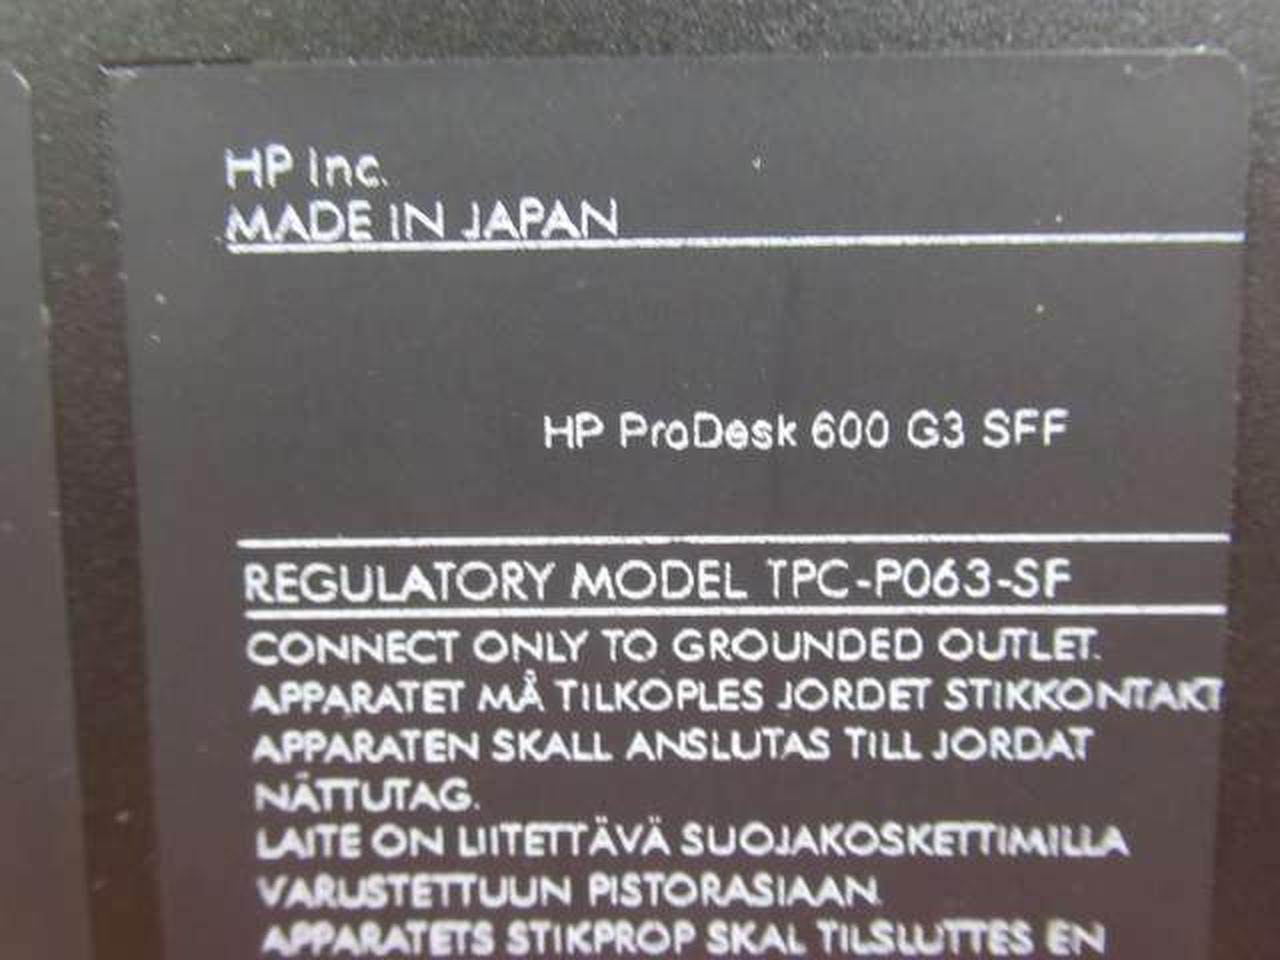 HP Inc.
MADE IN JAPAN
HP ProDesk 600 G3 SFF
REGULATORY MODEL TPC-P063-SF
CONNECT ONLY TO GROUNDED OUTLET.
APPARATET MÅ TILKOPLES JORDET STIKKONTAKT
APPARATEN SKALL ANSLUTAS TILL JORDAT
NÄTTUTAG.
LAITE ON LIITETTÄVÄ SUOJAKOSKETTIMILLA
VARUSTETTUUN PISTORASIAAN.
APPARATETS STIKPROP SKAL TILSLUTTES EN